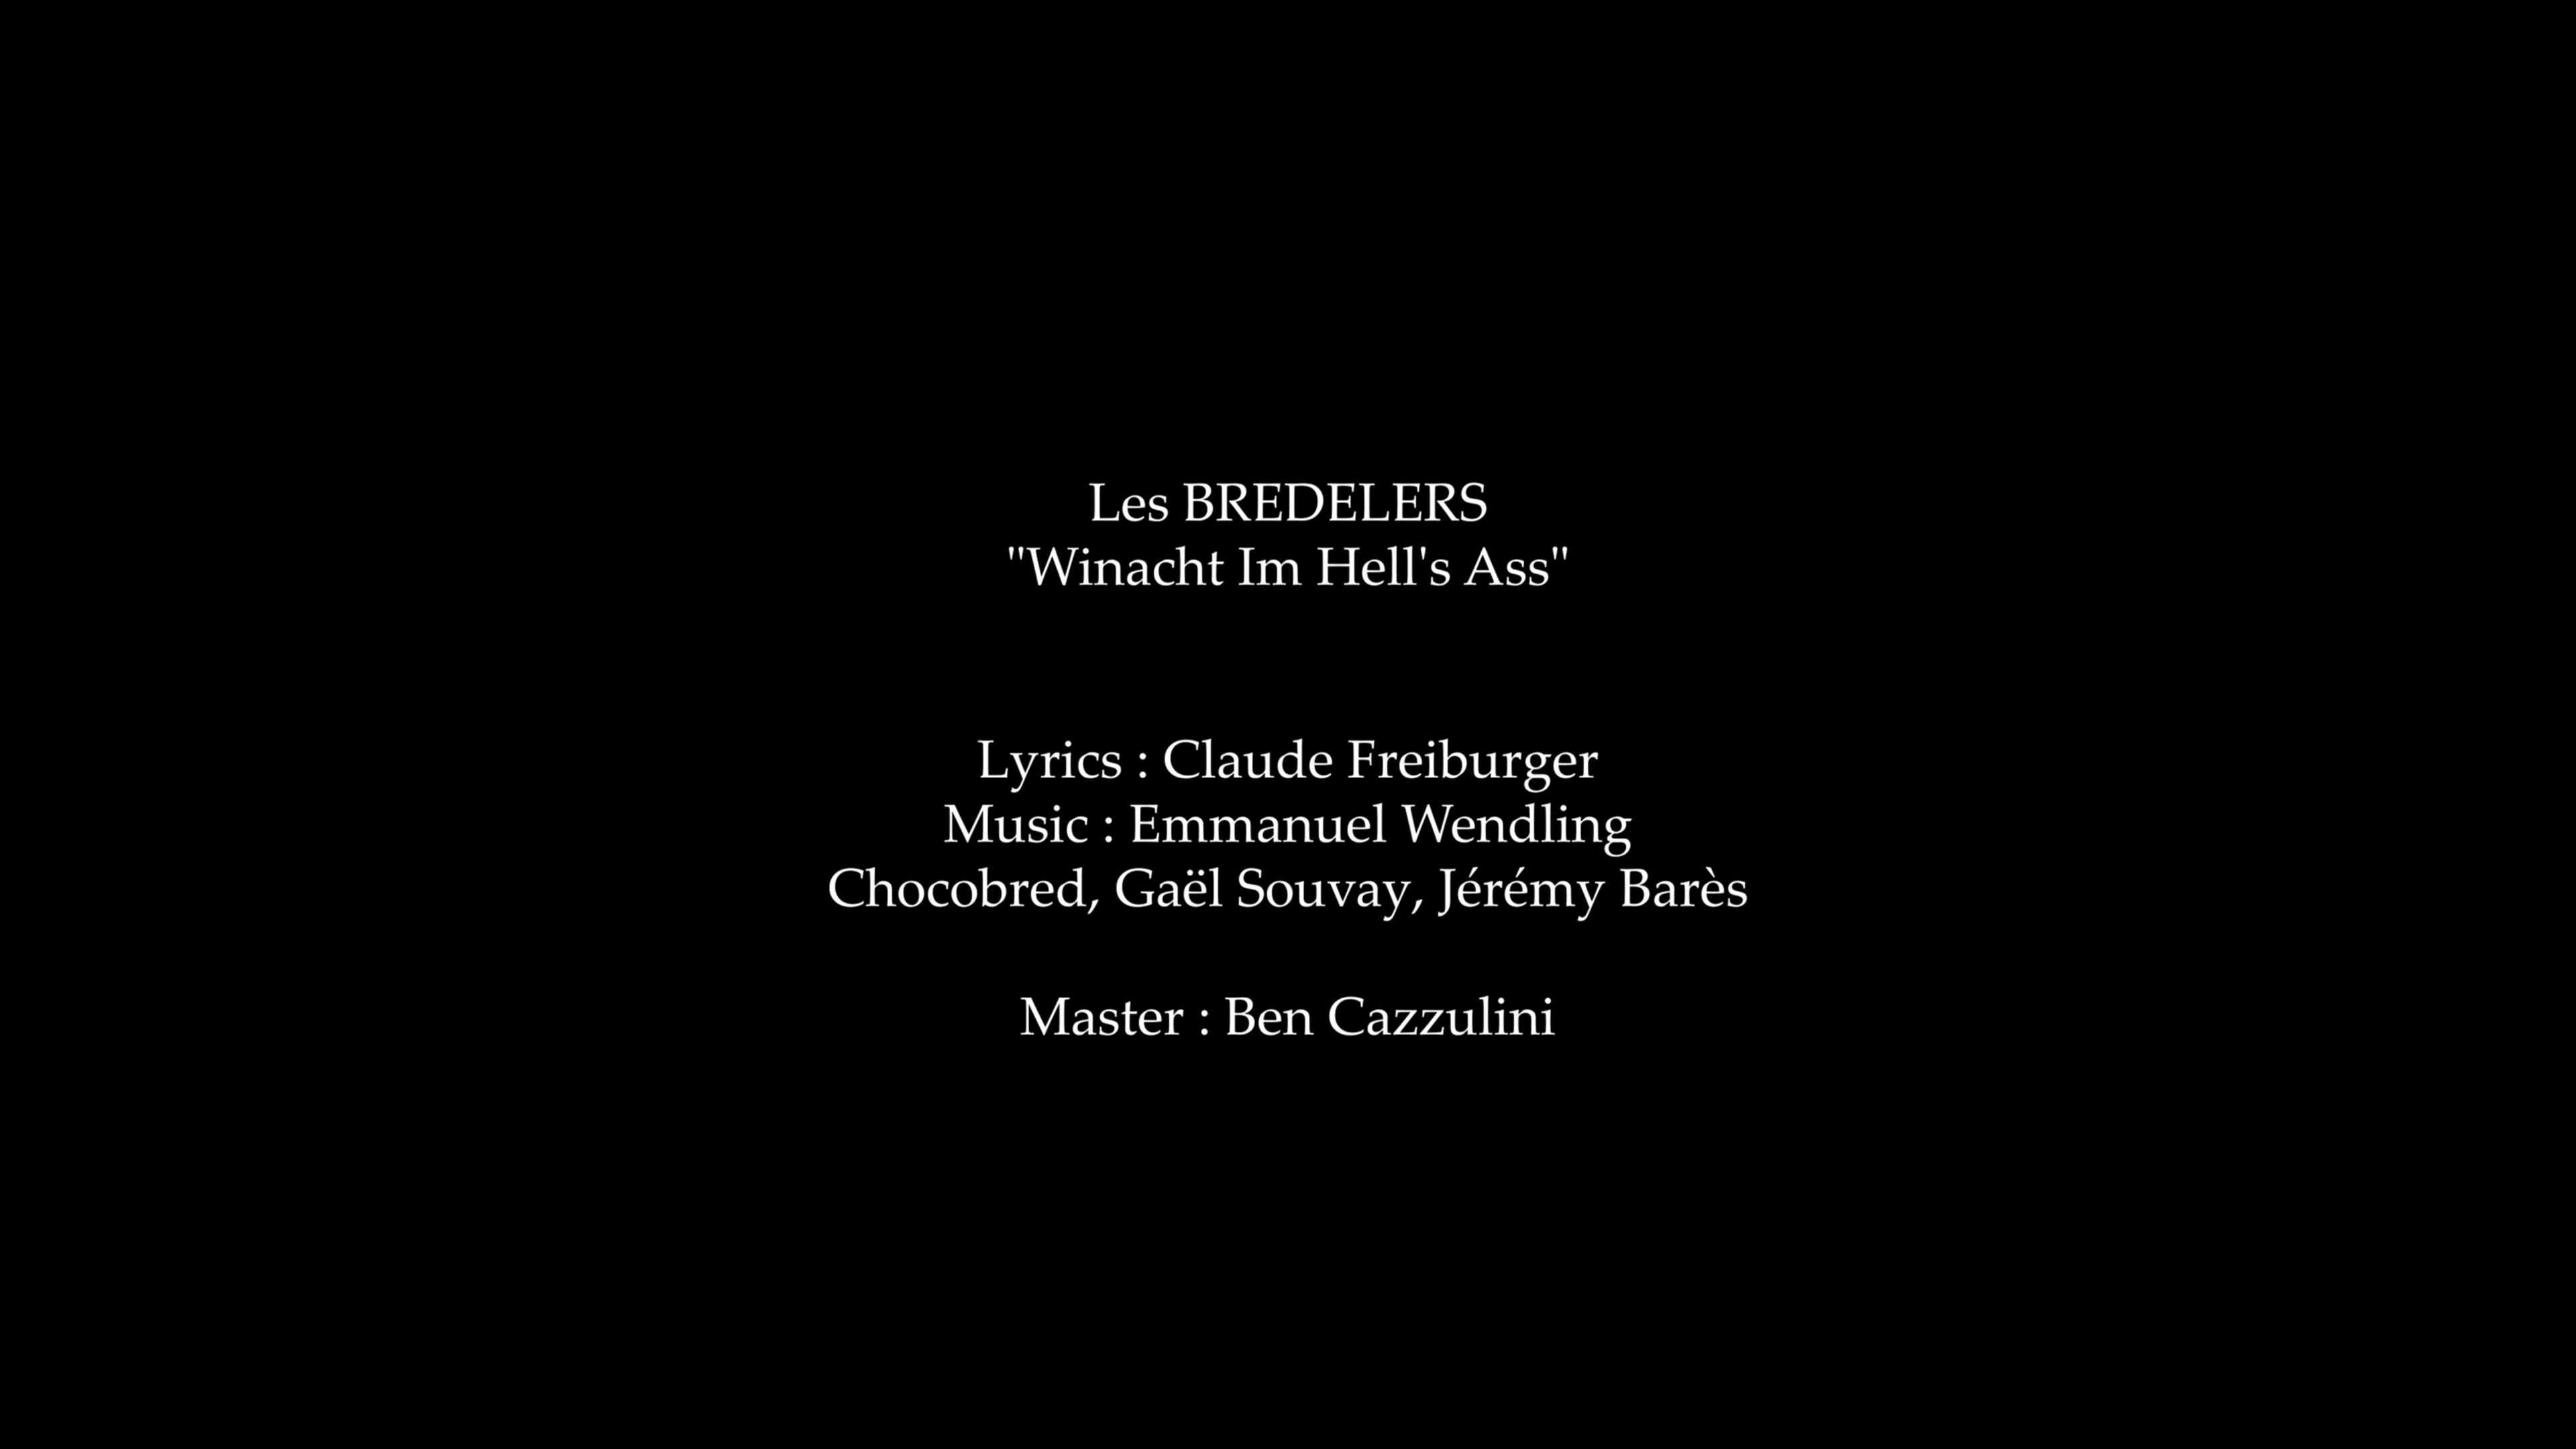 Les BREDELERS
"Winacht Im Hell's Ass"
Lyrics : Claude Freiburger
Music : Emmanuel Wendling
Chocobred, Gaël Souvay, Jérémy Barès
Master : Ben Cazzulini